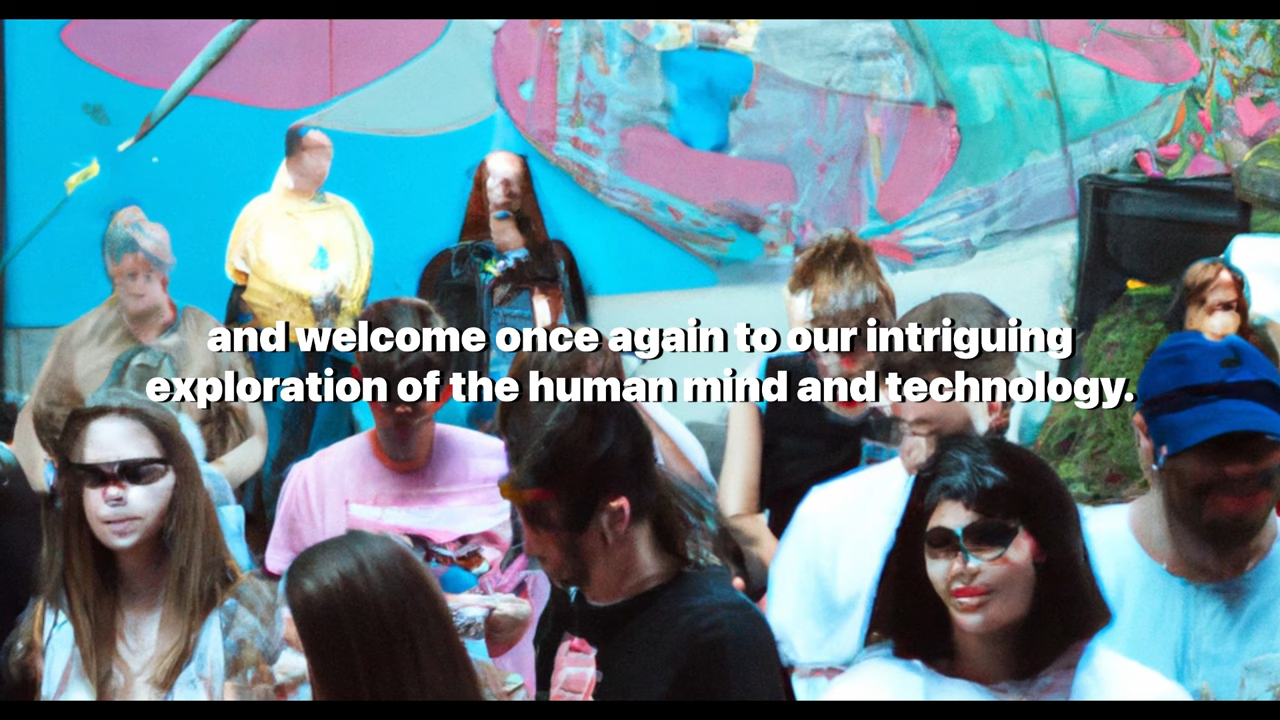 and welcome once again to our intriguing
exploration of the human mind and technology.